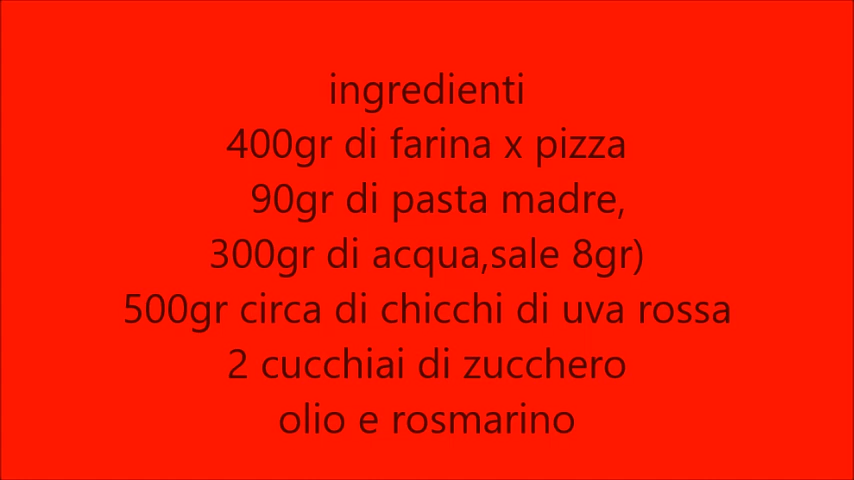 ingredienti
400gr di farina x pizza
90gr di pasta madre,
300gr di acqua,sale 8gr)
500gr circa di chicchi di uva rossa
2 cucchiai di zucchero
olio e rosmarino